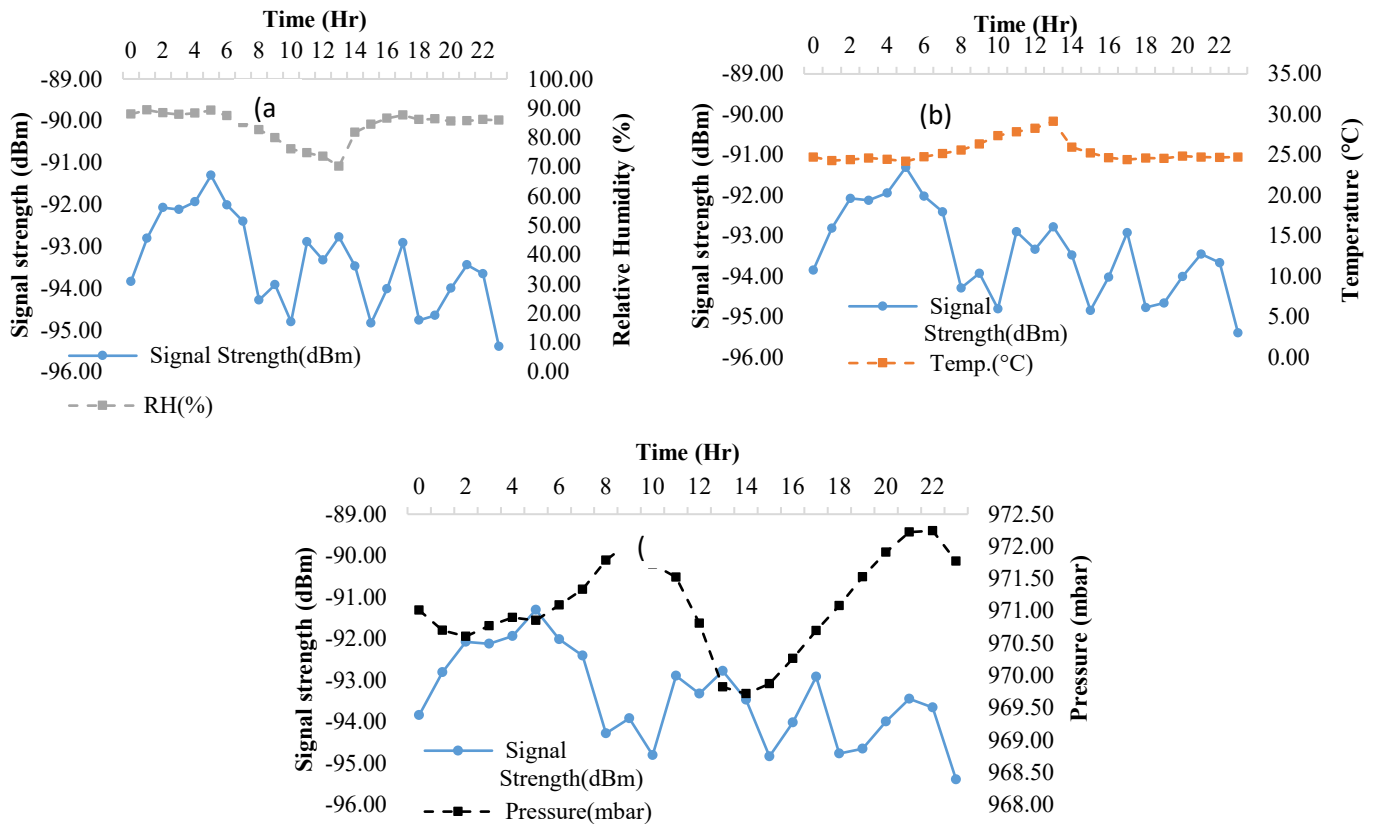 Time (Hr)
0 2 4 6 8 10 12 14 16 18 20 22
-89.00
-90.00
-91.00
-92.00
-93.00
-94.00
-95.00
-96.00
Signal strength (dBm)
(a
100.00
90.00
80.00
70.00
60.00
50.00
40.00
30.00
20.00
10.00
0.00
Relative Humidity (%)
Signal Strength(dBm)
RH(%)
Time (Hr)
0 2 4 6 8 10 12 14 16 18 20 22
-89.00
-90.00
-91.00
-92.00
-93.00
-94.00
-95.00
-96.00
Signal strength (dBm)
(b)
35.00
30.00
25.00
20.00
15.00
10.00
5.00
0.00
Temperature (°C)
Signal
Strength(dBm)
Temp.(°C)
Time (Hr)
0 2 4 6 8 10 12 14 16 18 20 22
-89.00
-90.00
-91.00
-92.00
-93.00
-94.00
-95.00
-96.00
Signal strength (dBm)
(
972.50
972.00
971.50
971.00
970.50
970.00
969.50
969.00
968.50
968.00
Pressure (mbar)
Signal
Strength(dBm)
Pressure(mbar)